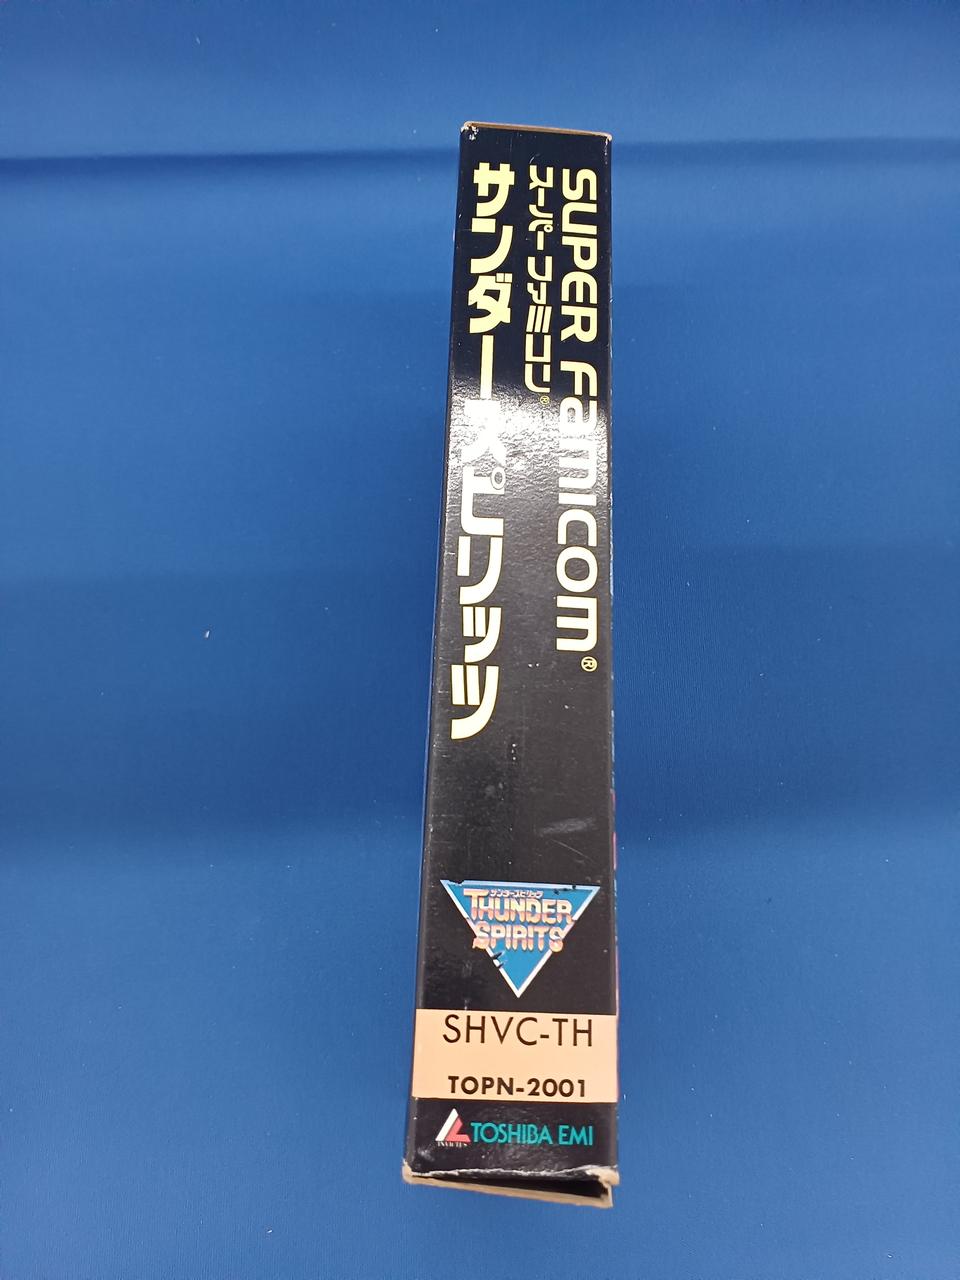 SUPER FAMICOM®
スーパーファミコン®
サンダースピリッツ
サンダースピリッツ
THUNDER
SPIRITS
SHVC-TH
TOPN-2001
INVICTUS
TOSHIBA EMI